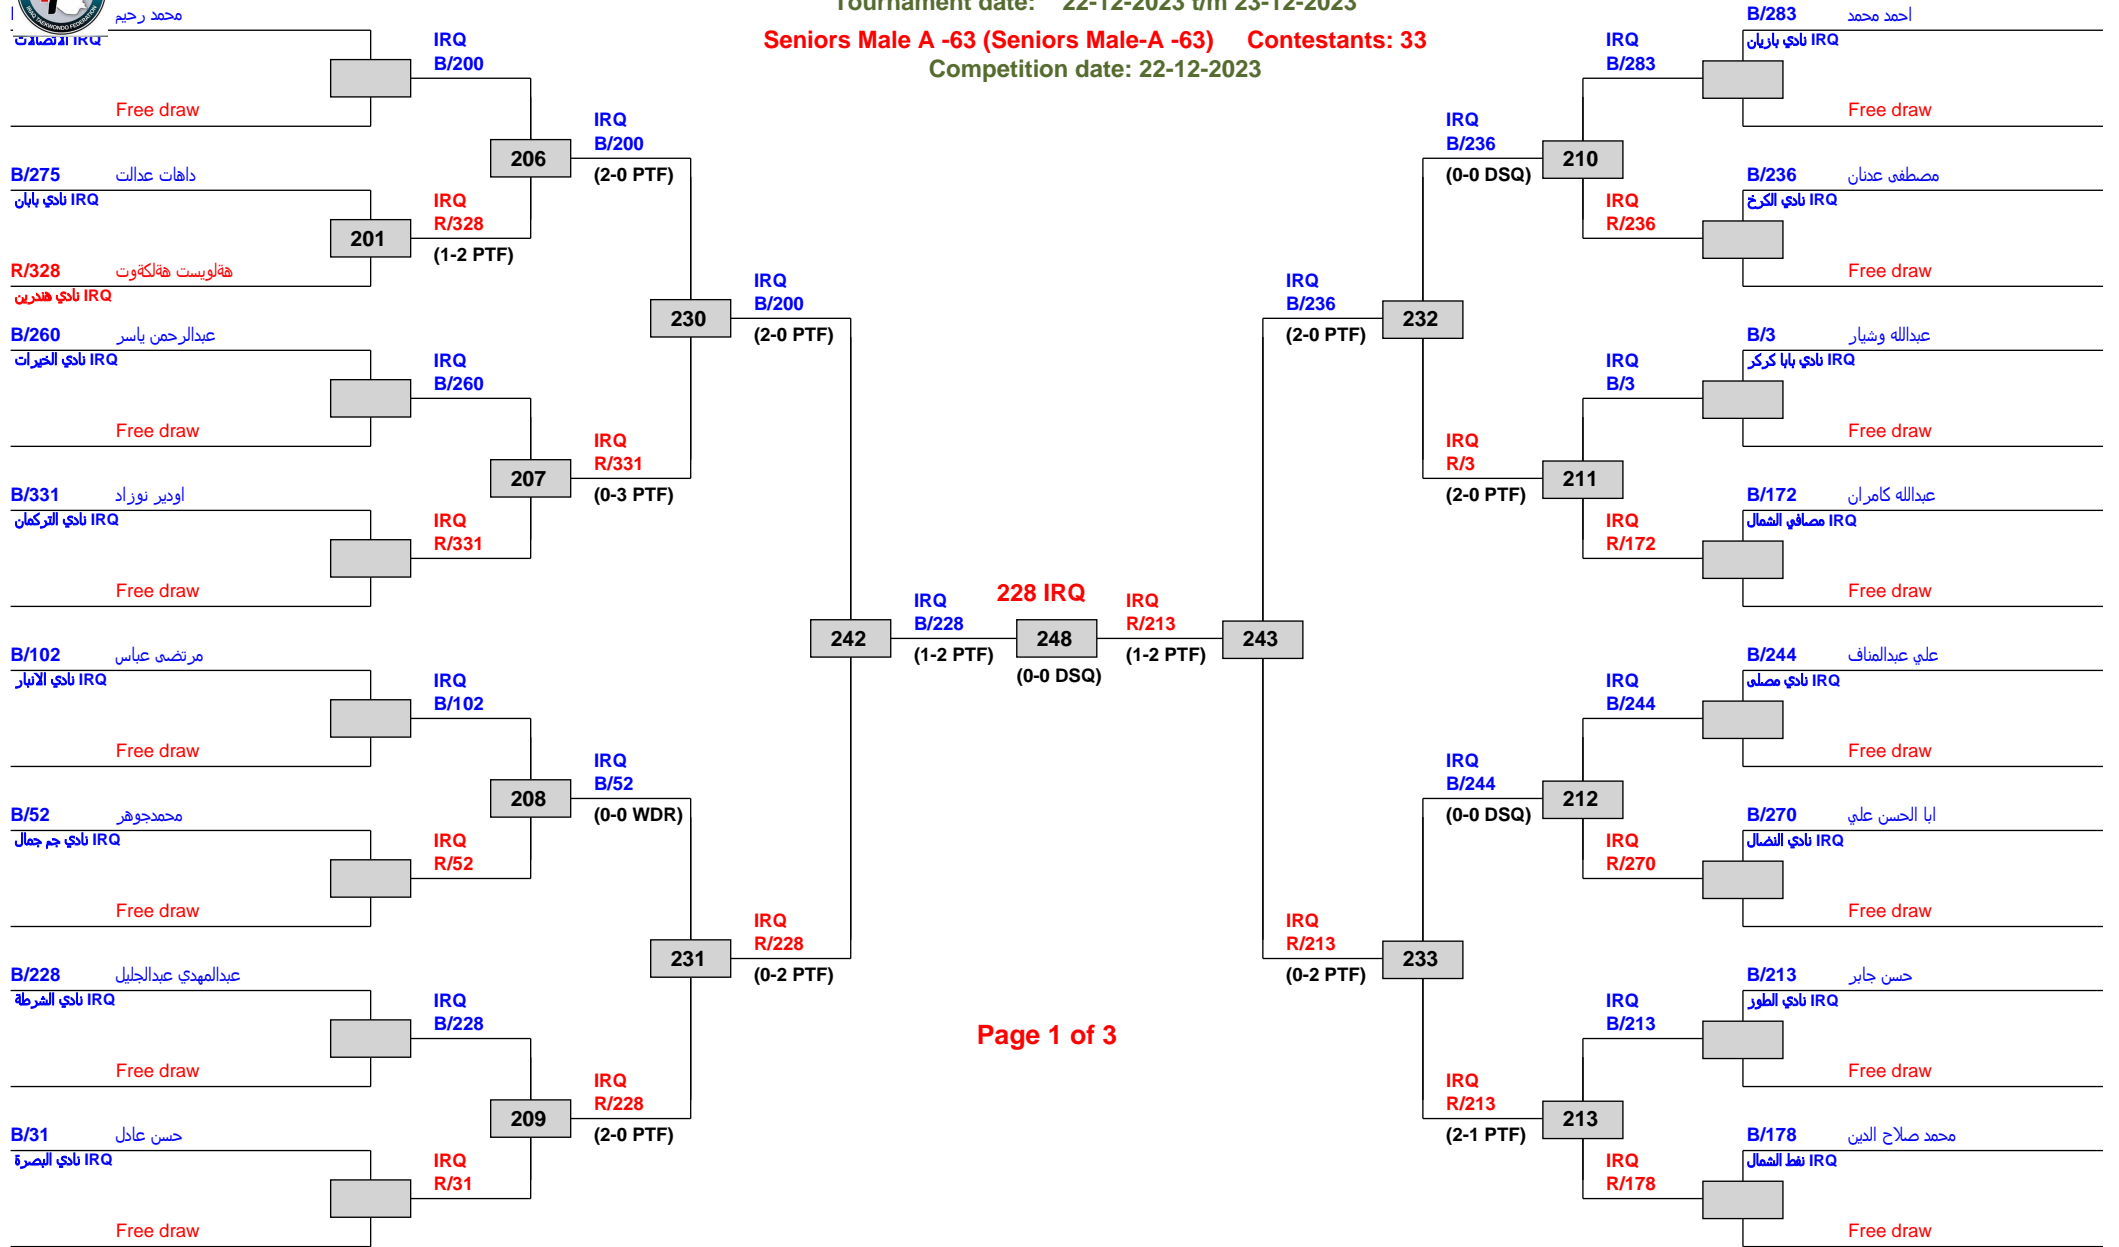 Tournament date: 22-12-2023 t/m 23-12-2023
Seniors Male A -63 (Seniors Male-A -63) Contestants: 33
Competition date: 22-12-2023
IRAQ TAEKWONDO FEDERATION
محمد رحيم
IRQ الاتصالات
Free draw
B/275 داهات عدالت
IRQ نادي بابان
R/328 هةلويست هةلكةوت
IRQ نادي هندرين
B/260 عبدالرحمن ياسر
IRQ نادي الخيرات
Free draw
B/331 اودير نوزاد
IRQ نادي التركمان
Free draw
B/102 مرتضى عباس
IRQ نادي الانبار
Free draw
B/52 محمدجوهر
IRQ نادي جم جمال
Free draw
B/228 عبدالمهدي عبدالجليل
IRQ نادي الشرطة
Free draw
B/31 حسن عادل
IRQ نادي البصرة
Free draw
IRQ
B/200
201
IRQ
R/328
(1-2 PTF)
IRQ
B/260
IRQ
R/331
IRQ
B/102
IRQ
R/52
IRQ
B/228
IRQ
R/31
206
IRQ
B/200
(2-0 PTF)
207
IRQ
R/331
(0-3 PTF)
208
IRQ
B/52
(0-0 WDR)
209
IRQ
R/228
(2-0 PTF)
230
IRQ
B/200
(2-0 PTF)
231
IRQ
R/228
(0-2 PTF)
242
IRQ
B/228
(1-2 PTF)
228 IRQ
248
(0-0 DSQ)
IRQ
R/213
(1-2 PTF)
243
Page 1 of 3
IRQ
B/236
(2-0 PTF)
232
IRQ
R/213
(0-2 PTF)
233
IRQ
B/236
(0-0 DSQ)
210
IRQ
R/3
(2-0 PTF)
211
IRQ
B/244
(0-0 DSQ)
212
IRQ
R/213
(2-1 PTF)
213
IRQ
B/283
IRQ
R/236
IRQ
B/3
IRQ
R/172
IRQ
B/244
IRQ
R/270
IRQ
B/213
IRQ
R/178
B/283 احمد محمد
IRQ نادي بازيان
Free draw
B/236 مصطفى عدنان
IRQ نادي الكرخ
Free draw
B/3 عبدالله وشيار
IRQ نادي بابا كركر
Free draw
B/172 عبدالله كامران
IRQ مصافي الشمال
Free draw
B/244 علي عبدالمناف
IRQ نادي مصلى
Free draw
B/270 ابا الحسن علي
IRQ نادي النضال
Free draw
B/213 حسن جابر
IRQ نادي الطوز
Free draw
B/178 محمد صلاح الدين
IRQ نفط الشمال
Free draw